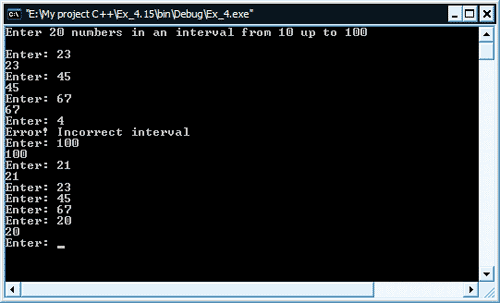 "E:\My project C++\Ex_4.15\bin\Debug\Ex_4.exe"
Enter 20 numbers in an interval from 10 up to 100
Enter: 23
23
Enter: 45
45
Enter: 67
67
Enter: 4
Error! Incorrect interval
Enter: 100
100
Enter: 21
21
Enter: 23
Enter: 45
Enter: 67
Enter: 20
20
Enter: _